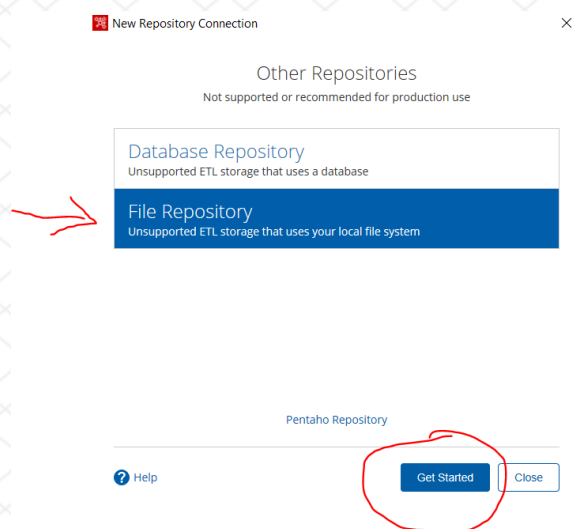 New Repository Connection
Other Repositories
Not supported or recommended for production use
Database Repository
Unsupported ETL storage that uses a database
File Repository
Unsupported ETL storage that uses your local file system
Pentaho Repository
? Help
Get Started
Close